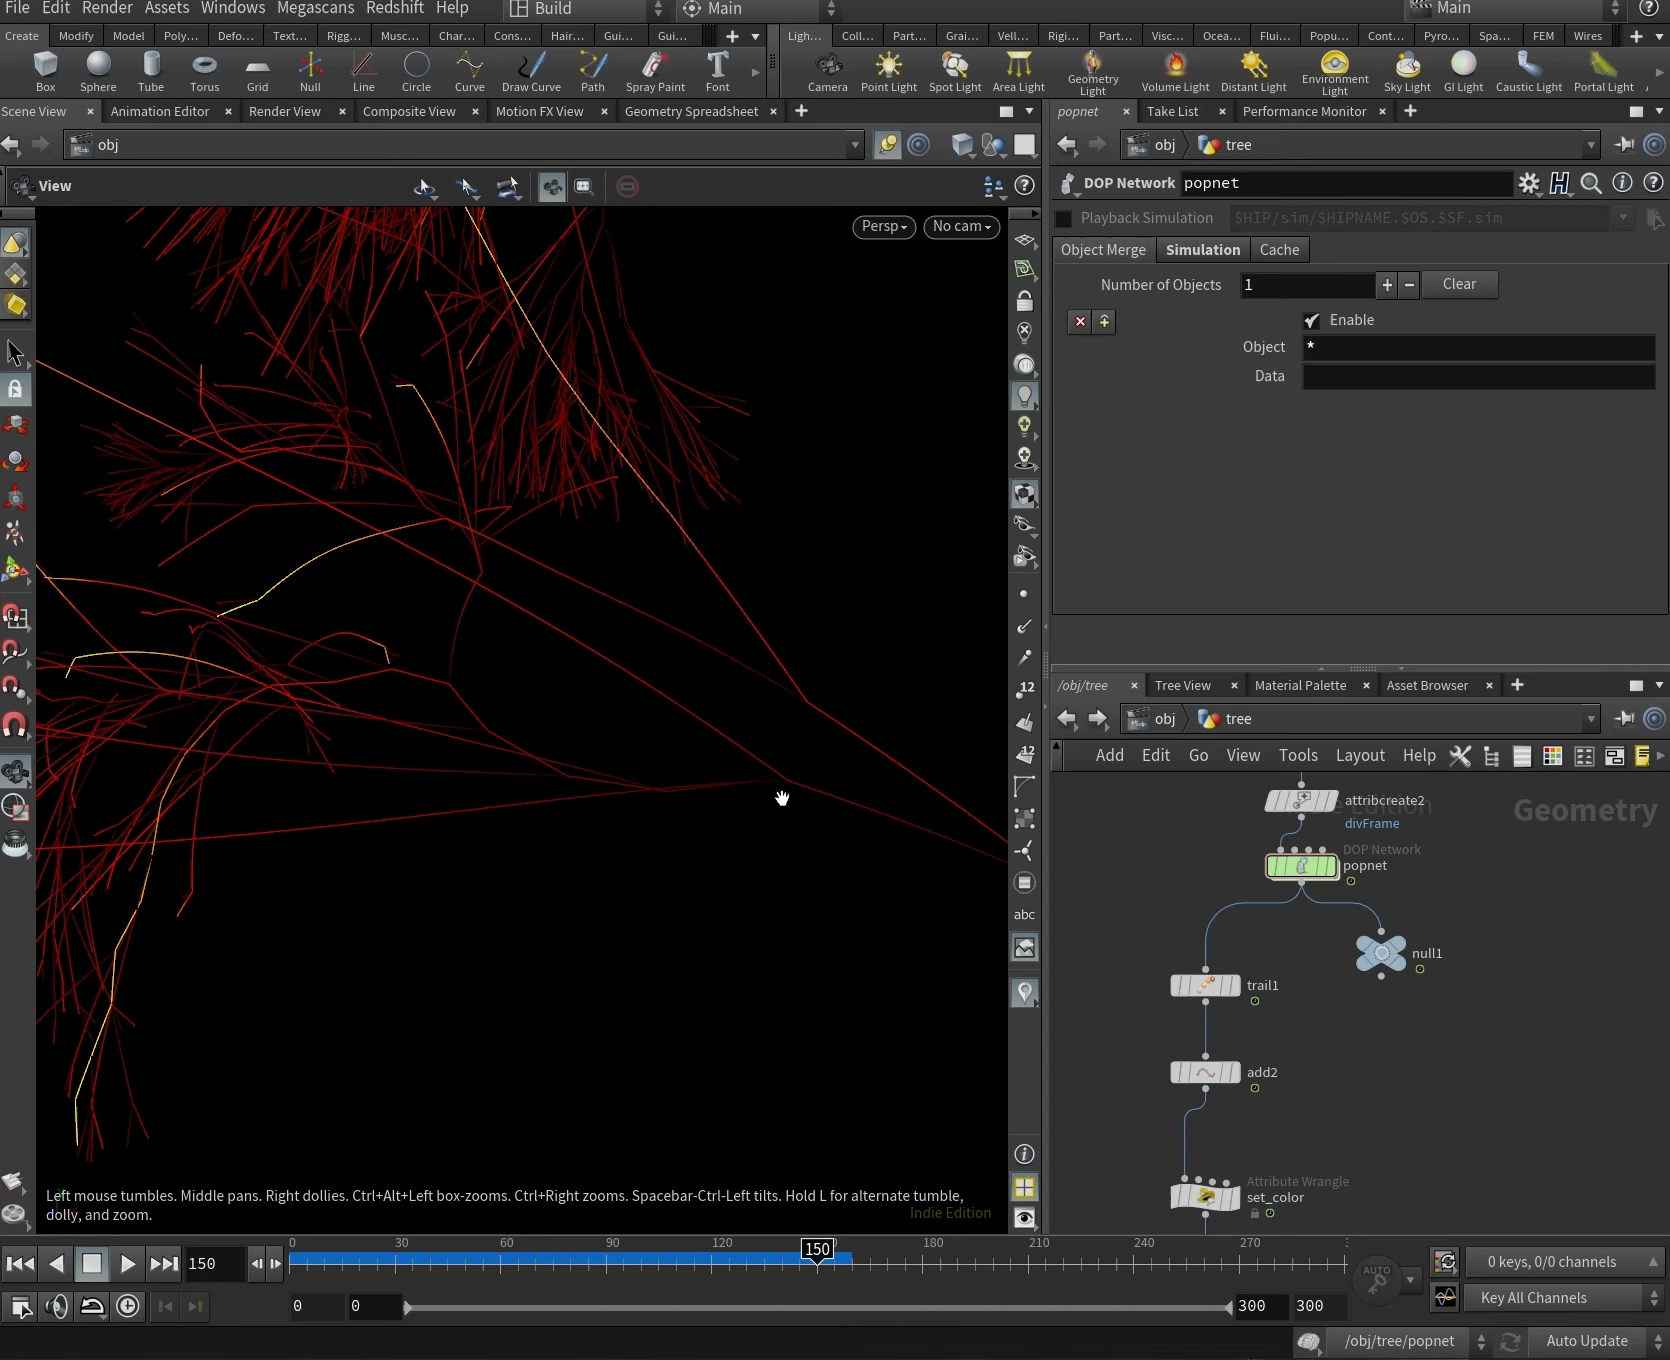 File Edit Render Assets Windows Megascans Redshift Help Build Main Main
Create Modify Model Poly... Defo... Text... Rigg... Musc... Char... Cons... Hair... Gui... Gui...
Ligh... Coll... Part... Grai... Vell... Rigi... Part... Visc... Ocea... Flui... Popu... Cont... Pyro... Spa... FEM Wires
Box Sphere Tube Torus Grid Null Line Circle Curve Draw Curve Path Spray Paint Font
Camera Point Light Spot Light Area Light Geometry Light Volume Light Distant Light Environment Light Sky Light GI Light Caustic Light Portal Light
Scene View Animation Editor Render View Composite View Motion FX View Geometry Spreadsheet
popnet Take List Performance Monitor
obj
obj tree
View
DOP Network popnet
Persp No cam
Playback Simulation $HIP/sim/$HIPNAME.$OS.$SF.sim
Object Merge Simulation Cache
Number of Objects 1 Clear
Enable
Object *
Data
12
12
abc
/obj/tree Tree View Material Palette Asset Browser
obj tree
Add Edit Go View Tools Layout Help
Edition Geometry
attribcreate2
divFrame
DOP Network
popnet
null1
trail1
add2
Attribute Wrangle
set_color
Left mouse tumbles. Middle pans. Right dollies. Ctrl+Alt+Left box-zooms. Ctrl+Right zooms. Spacebar-Ctrl-Left tilts. Hold L for alternate tumble,
dolly, and zoom.
Indie Edition
150 0 30 60 90 120 150 180 210 240 270
AUTO
0 keys, 0/0 channels
0 0 300 300
Key All Channels
/obj/tree/popnet Auto Update